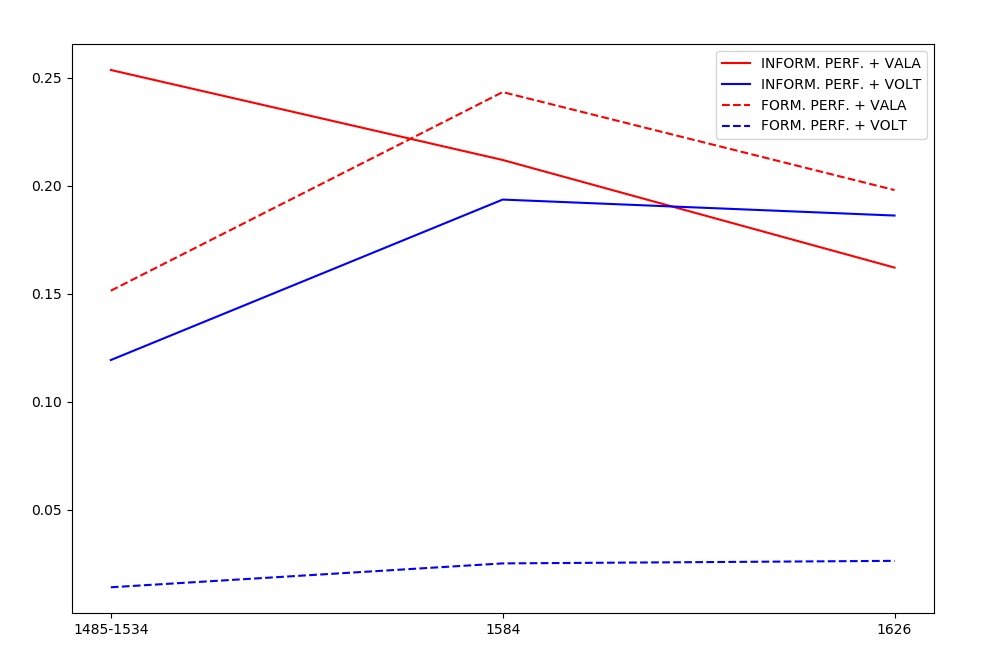 INFORM. PERF. + VALA
INFORM. PERF. + VOLT
FORM. PERF. + VALA
FORM. PERF. + VOLT
0.25
0.20
0.15
0.10
0.05
1485-1534
1584
1626